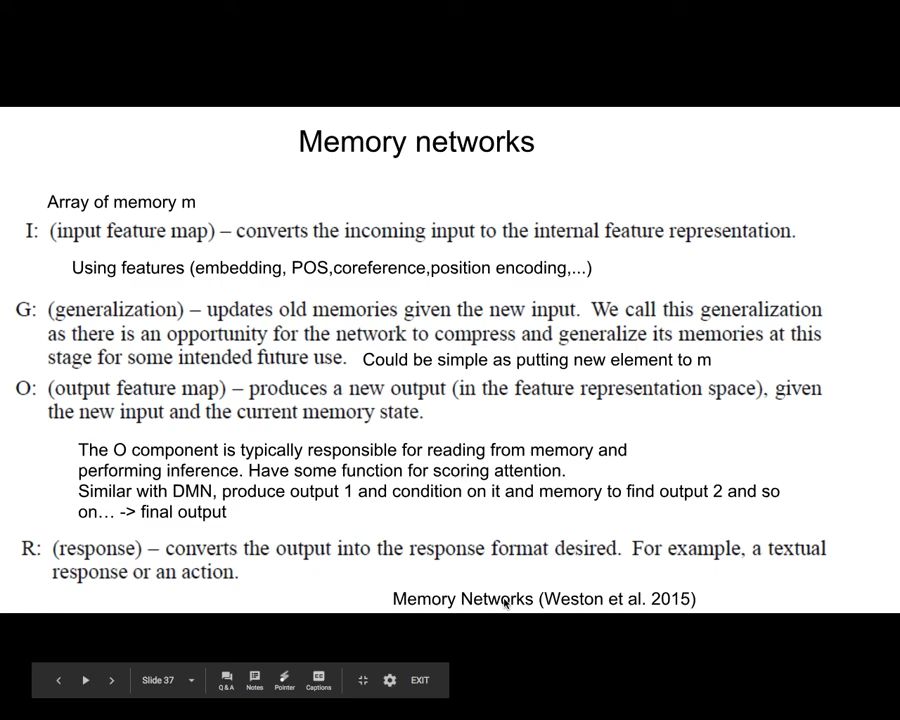 Memory networks
Array of memory m
I: (input feature map) – converts the incoming input to the internal feature representation.
Using features (embedding, POS,coreference,position encoding,...)
G: (generalization) – updates old memories given the new input. We call this generalization
as there is an opportunity for the network to compress and generalize its memories at this
stage for some intended future use. Could be simple as putting new element to m
O: (output feature map) – produces a new output (in the feature representation space), given
the new input and the current memory state.
The O component is typically responsible for reading from memory and
performing inference. Have some function for scoring attention.
Similar with DMN, produce output 1 and condition on it and memory to find output 2 and so
on… -> final output
R: (response) – converts the output into the response format desired. For example, a textual
response or an action.
Memory Networks (Weston et al. 2015)
Slide 37
Q & A Notes Pointer Captions
EXIT